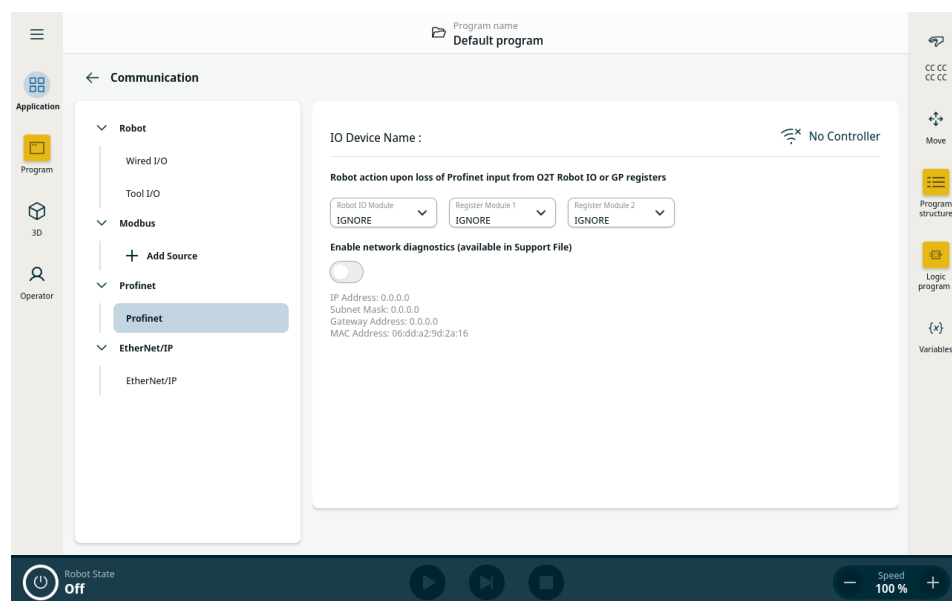 Program name
Default program
Application
Program
3D
Operator
Communication
Robot
Wired I/O
Tool I/O
Modbus
Add Source
Profinet
Profinet
EtherNet/IP
EtherNet/IP
IO Device Name :
No Controller
Robot action upon loss of Profinet input from O2T Robot IO or GP registers
Robot IO Module
IGNORE
Register Module 1
IGNORE
Register Module 2
IGNORE
Enable network diagnostics (available in Support File)
IP Address: 0.0.0.0
Subnet Mask: 0.0.0.0
Gateway Address: 0.0.0.0
MAC Address: 06:dd:a2:9d:2a:16
CC CC
CC CC
Move
Program
structure
Logic
program
{x}
Variables
Robot State
Off
Speed
100 %